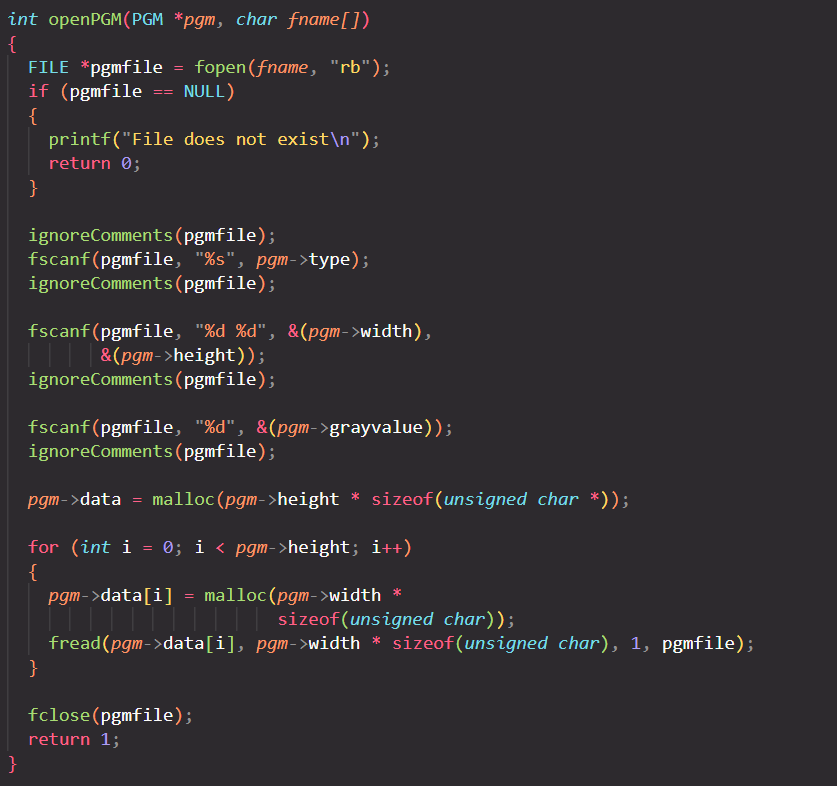 int openPGM(PGM *pgm, char fname[])
{
FILE *pgmfile = fopen(fname, "rb");
if (pgmfile == NULL)
{
printf("File does not exist\n");
return 0;
}
ignoreComments(pgmfile);
fscanf(pgmfile, "%s", pgm->type);
ignoreComments(pgmfile);
fscanf(pgmfile, "%d %d", &(pgm->width),
&(pgm->height));
ignoreComments(pgmfile);
fscanf(pgmfile, "%d", &(pgm->grayvalue));
ignoreComments(pgmfile);
pgm->data = malloc(pgm->height * sizeof(unsigned char *));
for (int i = 0; i < pgm->height; i++)
{
pgm->data[i] = malloc(pgm->width *
sizeof(unsigned char));
fread(pgm->data[i], pgm->width * sizeof(unsigned char), 1, pgmfile);
}
fclose(pgmfile);
return 1;
}